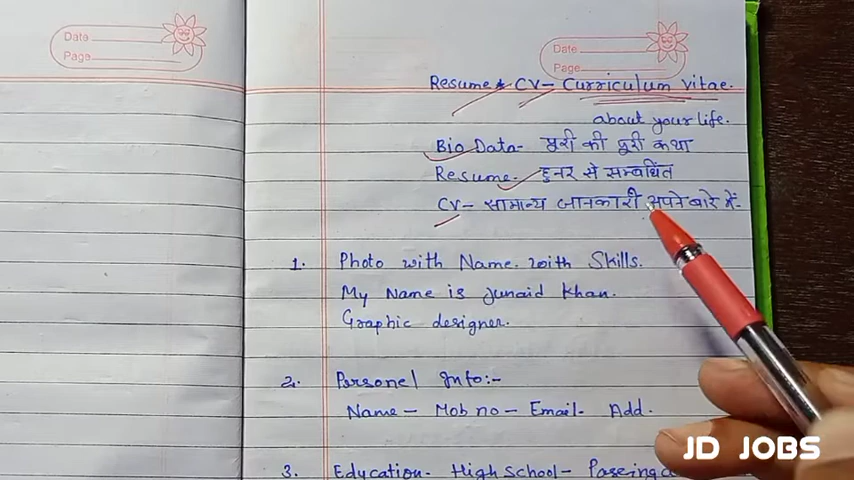 Date
Page
Date
Page
Resume & CV- Curriculum vitae.
about your life.
Bio Data- पूरी की पूरी कथा
Resume. हुनर से सम्बंधित
CV- सामान्य जानकारी अपने बारे में-
1. Photo with Name. with Skills.
My Name is Junaid Khan.
Graphic designer.
2. Personel Info:-
Name- Mob no- Email- Add.
3. Education- High School-
JD JOBS